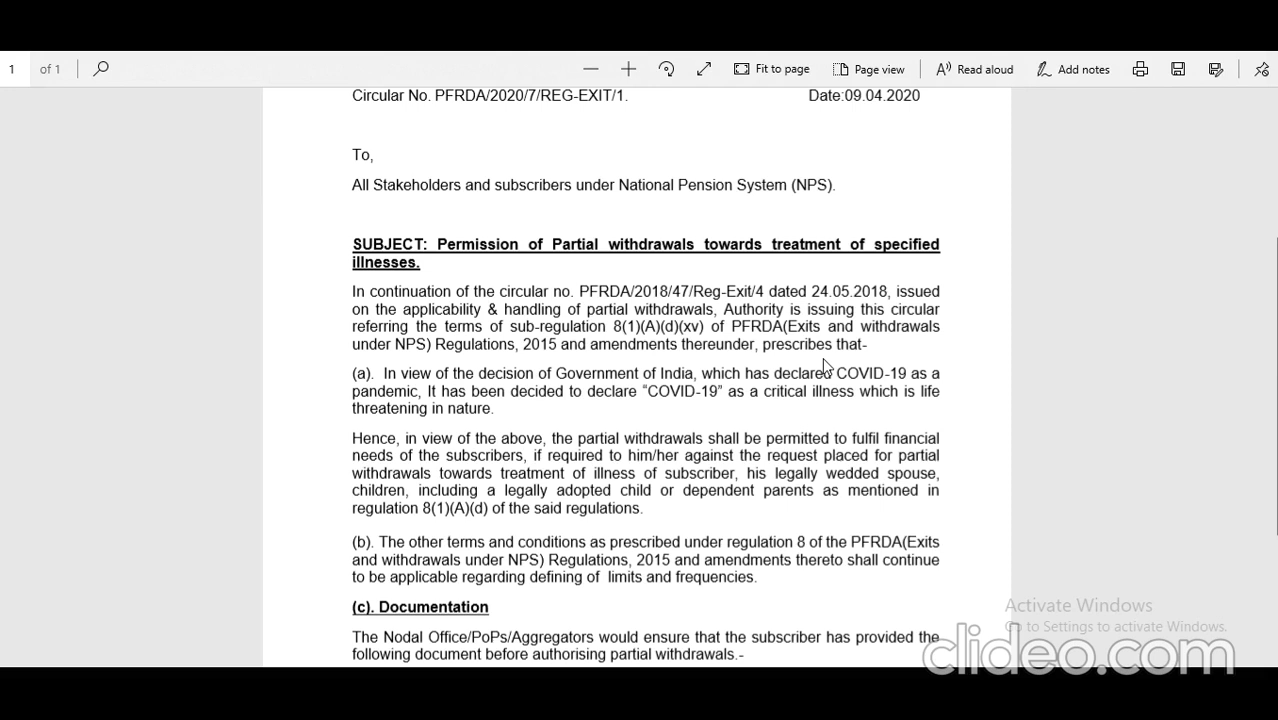 1 of 1 Fit to page Page view Read aloud Add notes
Circular No. PFRDA/2020/7/REG-EXIT/1. Date:09.04.2020
To,
All Stakeholders and subscribers under National Pension System (NPS).
SUBJECT: Permission of Partial withdrawals towards treatment of specified
illnesses.
In continuation of the circular no. PFRDA/2018/47/Reg-Exit/4 dated 24.05.2018, issued
on the applicability & handling of partial withdrawals, Authority is issuing this circular
referring the terms of sub-regulation 8(1)(A)(d)(xv) of PFRDA(Exits and withdrawals
under NPS) Regulations, 2015 and amendments thereunder, prescribes that-
(a). In view of the decision of Government of India, which has declared COVID-19 as a
pandemic, It has been decided to declare “COVID-19” as a critical illness which is life
threatening in nature.
Hence, in view of the above, the partial withdrawals shall be permitted to fulfil financial
needs of the subscribers, if required to him/her against the request placed for partial
withdrawals towards treatment of illness of subscriber, his legally wedded spouse,
children, including a legally adopted child or dependent parents as mentioned in
regulation 8(1)(A)(d) of the said regulations.
(b). The other terms and conditions as prescribed under regulation 8 of the PFRDA(Exits
and withdrawals under NPS) Regulations, 2015 and amendments thereto shall continue
to be applicable regarding defining of limits and frequencies.
(c). Documentation
The Nodal Office/PoPs/Aggregators would ensure that the subscriber has provided the
following document before authorising partial withdrawals.-
Activate Windows
Go to Settings to activate Windows.
clideo.com